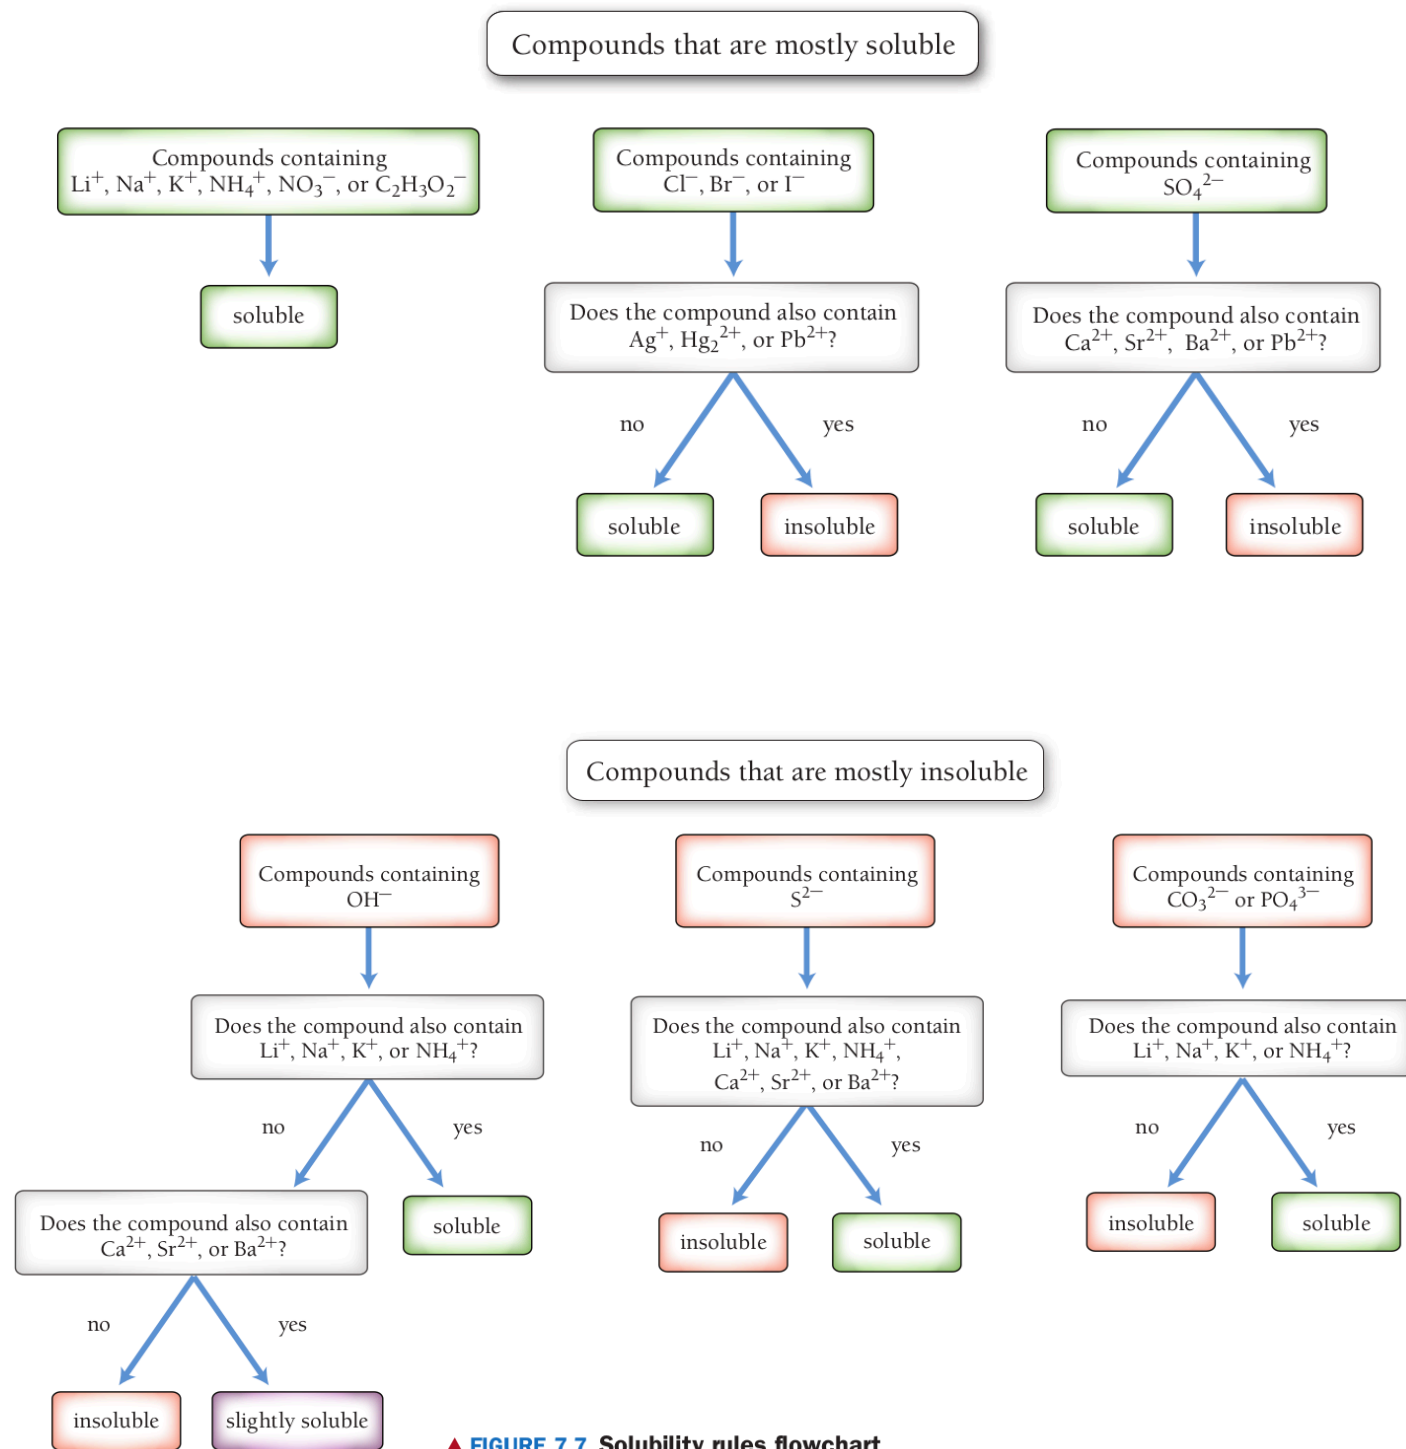 Compounds that are mostly soluble
Compounds containing
Li⁺, Na⁺, K⁺, NH₄⁺, NO₃⁻, or C₂H₃O₂⁻
soluble
Compounds containing
Cl⁻, Br⁻, or I⁻
Does the compound also contain
Ag⁺, Hg₂²⁺, or Pb²⁺?
no
yes
soluble
insoluble
Compounds containing
SO₄²⁻
Does the compound also contain
Ca²⁺, Sr²⁺, Ba²⁺, or Pb²⁺?
no
yes
soluble
insoluble
Compounds that are mostly insoluble
Compounds containing
OH⁻
Does the compound also contain
Li⁺, Na⁺, K⁺, or NH₄⁺?
no
yes
soluble
Does the compound also contain
Ca²⁺, Sr²⁺, or Ba²⁺?
no
yes
insoluble
slightly soluble
Compounds containing
S²⁻
Does the compound also contain
Li⁺, Na⁺, K⁺, NH₄⁺,
Ca²⁺, Sr²⁺, or Ba²⁺?
no
yes
insoluble
soluble
Compounds containing
CO₃²⁻ or PO₄³⁻
Does the compound also contain
Li⁺, Na⁺, K⁺, or NH₄⁺?
no
yes
insoluble
soluble
▲ FIGURE 7.7 Solubility rules flowchart